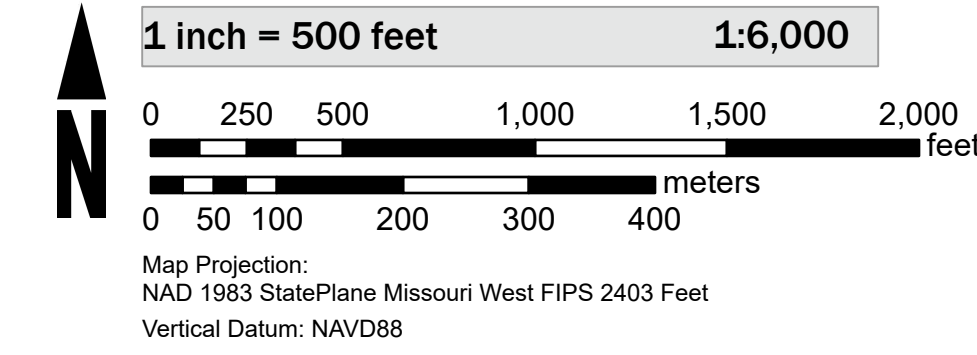 1 inch = 500 feet 1:6,000
0 250 500 1,000 1,500 2,000
feet
meters
0 50 100 200 300 400
N
Map Projection:
NAD 1983 StatePlane Missouri West FIPS 2403 Feet
Vertical Datum: NAVD88